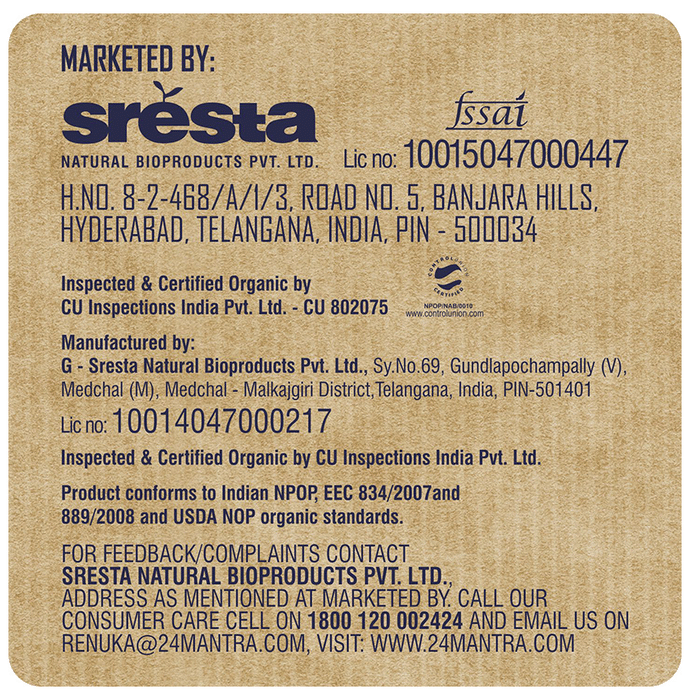 MARKETED BY:
sresta
NATURAL BIOPRODUCTS PVT. LTD.
fssai
Lic no: 10015047000447
H.NO. 8-2-468/A/1/3, ROAD NO. 5, BANJARA HILLS,
HYDERABAD, TELANGANA, INDIA, PIN - 500034
Inspected & Certified Organic by
CU Inspections India Pvt. Ltd. - CU 802075
CONTROL UNION
CERTIFIED
NPOP/NAB/0010
www.controlunion.com
Manufactured by:
G - Sresta Natural Bioproducts Pvt. Ltd., Sy.No.69, Gundlapochampally (V),
Medchal (M), Medchal - Malkajgiri District,Telangana, India, PIN-501401
Lic no: 10014047000217
Inspected & Certified Organic by CU Inspections India Pvt. Ltd.
Product conforms to Indian NPOP, EEC 834/2007and
889/2008 and USDA NOP organic standards.
FOR FEEDBACK/COMPLAINTS CONTACT
SRESTA NATURAL BIOPRODUCTS PVT. LTD.,
ADDRESS AS MENTIONED AT MARKETED BY. CALL OUR
CONSUMER CARE CELL ON 1800 120 002424 AND EMAIL US ON
RENUKA@24MANTRA.COM, VISIT: WWW.24MANTRA.COM